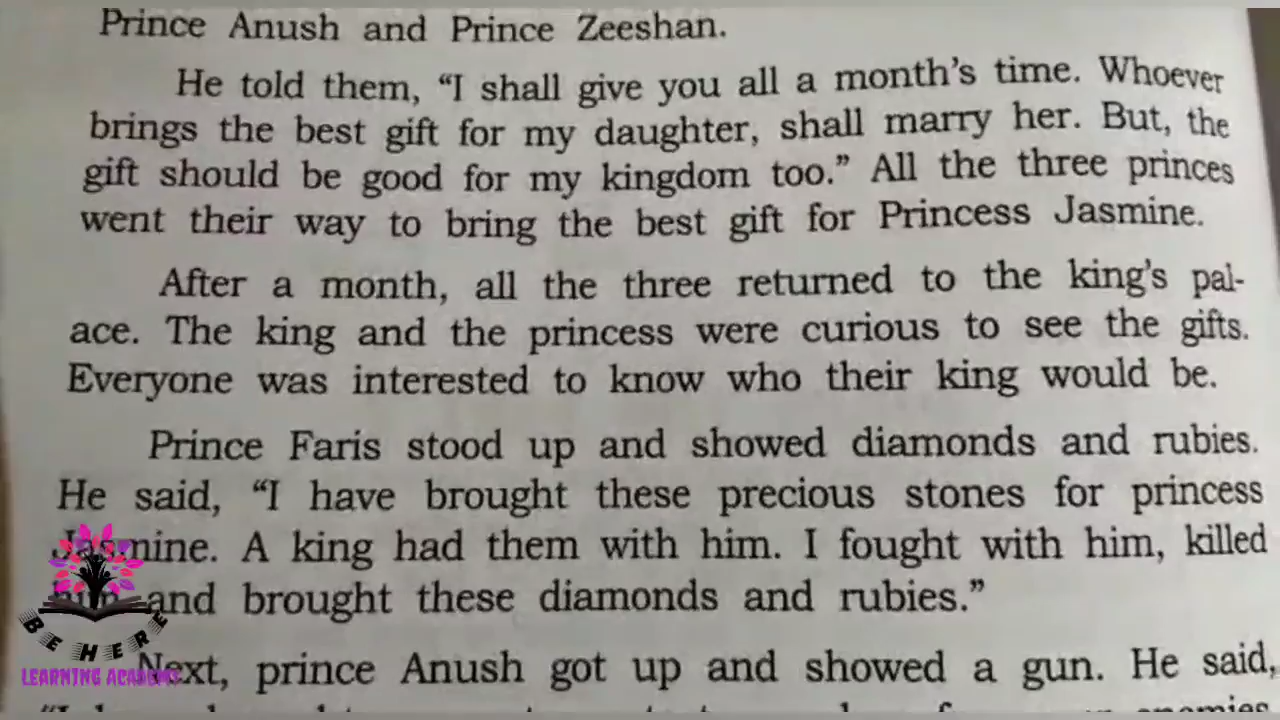 Prince Anush and Prince Zeeshan.
He told them, “I shall give you all a month's time. Whoever
brings the best gift for my daughter, shall marry her. But, the
gift should be good for my kingdom too.” All the three princes
went their way to bring the best gift for Princess Jasmine.
After a month, all the three returned to the king's pal-
ace. The king and the princess were curious to see the gifts.
Everyone was interested to know who their king would be.
Prince Faris stood up and showed diamonds and rubies.
He said, “I have brought these precious stones for princess
Jasmine. A king had them with him. I fought with him, killed
him and brought these diamonds and rubies.”
Next, prince Anush got up and showed a gun. He said,
BE HERE
LEARNING ACADEMY